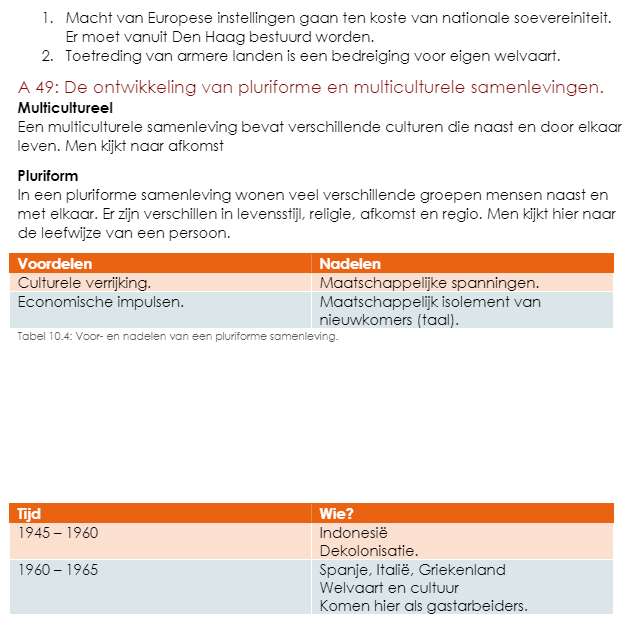 1. Macht van Europese instellingen gaan ten koste van nationale soevereiniteit.
Er moet vanuit Den Haag bestuurd worden.
2. Toetreding van armere landen is een bedreiging voor eigen welvaart.
A 49: De ontwikkeling van pluriforme en multiculturele samenlevingen.
Multicultureel
Een multiculturele samenleving bevat verschillende culturen die naast en door elkaar
leven. Men kijkt naar afkomst
Pluriform
In een pluriforme samenleving wonen veel verschillende groepen mensen naast en
met elkaar. Er zijn verschillen in levensstijl, religie, afkomst en regio. Men kijkt hier naar
de leefwijze van een persoon.
Voordelen Nadelen
Culturele verrijking. Maatschappelijke spanningen.
Economische impulsen. Maatschappelijk isolement van
nieuwkomers (taal).
Tabel 10.4: Voor- en nadelen van een pluriforme samenleving.
Tijd Wie?
1945 – 1960 Indonesië
Dekolonisatie.
1960 – 1965 Spanje, Italië, Griekenland
Welvaart en cultuur
Komen hier als gastarbeiders.